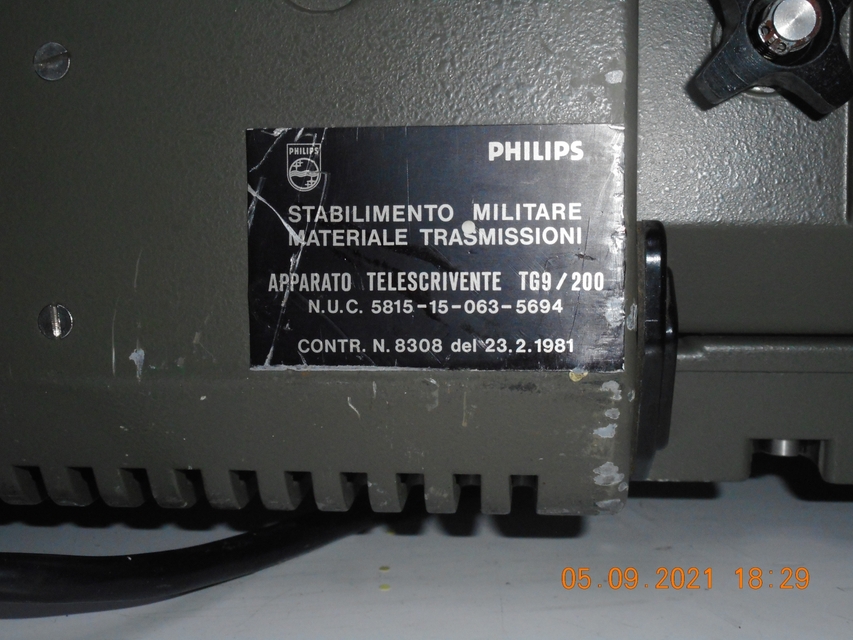 PHILIPS
PHILIPS
STABILIMENTO MILITARE
MATERIALE TRASMISSIONI
APPARATO TELESCRIVENTE TG9/200
N.U.C. 5815-15-063-5694
CONTR. N. 8308 del 23.2.1981
05.09.2021 18:29